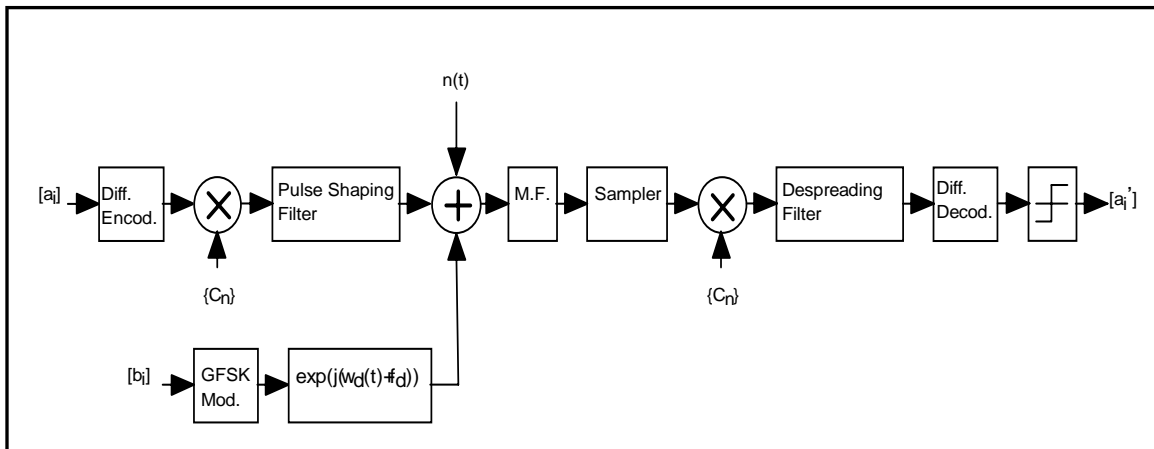 n(t)
[ai]
Diff.
Encod.
Pulse Shaping
Filter
M.F.
Sampler
Despreading
Filter
Diff.
Decod.
[ai']
{Cn}
{Cn}
[bi]
GFSK
Mod.
exp(j(wd(t)+fd))